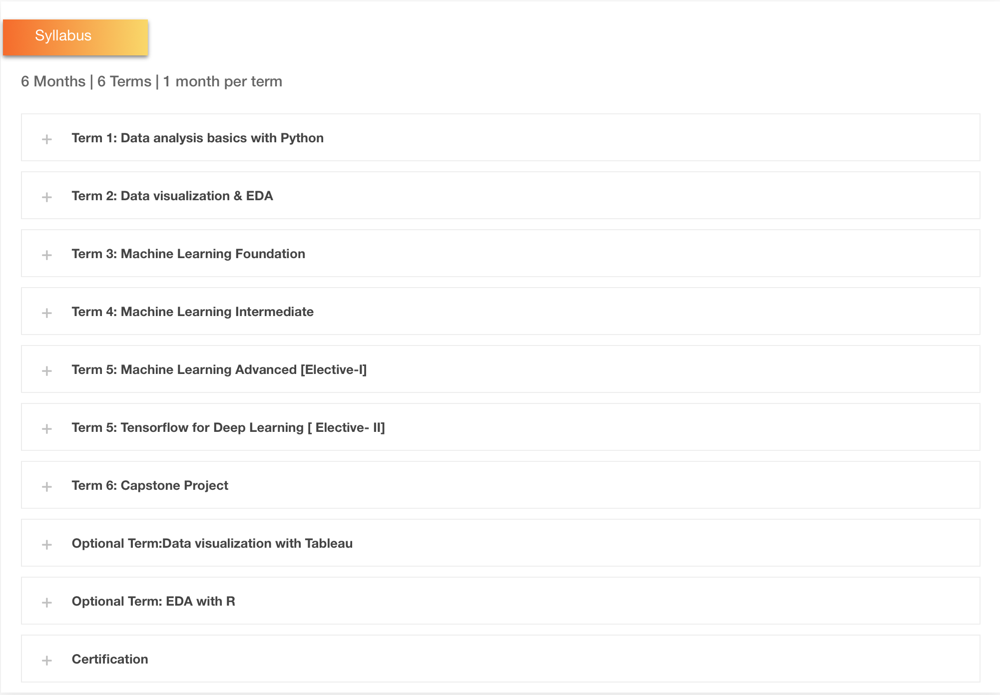 Syllabus
6 Months | 6 Terms | 1 month per term
Term 1: Data analysis basics with Python
Term 2: Data visualization & EDA
Term 3: Machine Learning Foundation
Term 4: Machine Learning Intermediate
Term 5: Machine Learning Advanced [Elective-I]
Term 5: Tensorflow for Deep Learning [ Elective- II]
Term 6: Capstone Project
Optional Term:Data visualization with Tableau
Optional Term: EDA with R
Certification